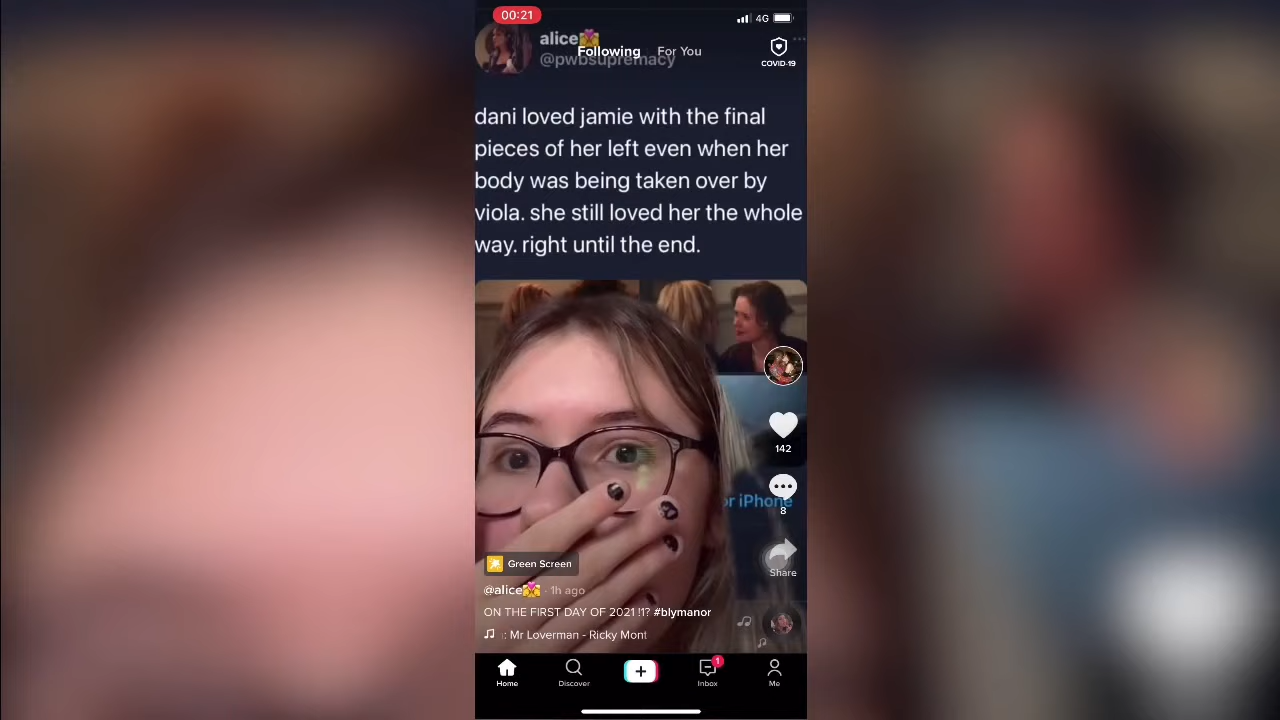 00:21
4G
alice
@pwbsupremacy
Following
For You
COVID-19
dani loved jamie with the final
pieces of her left even when her
body was being taken over by
viola. she still loved her the whole
way. right until the end.
142
or iPhone
8
Share
Green Screen
@alice · 1h ago
ON THE FIRST DAY OF 2021 !1? #blymanor
: Mr Loverman - Ricky Mont
Home
Discover
1
Inbox
Me